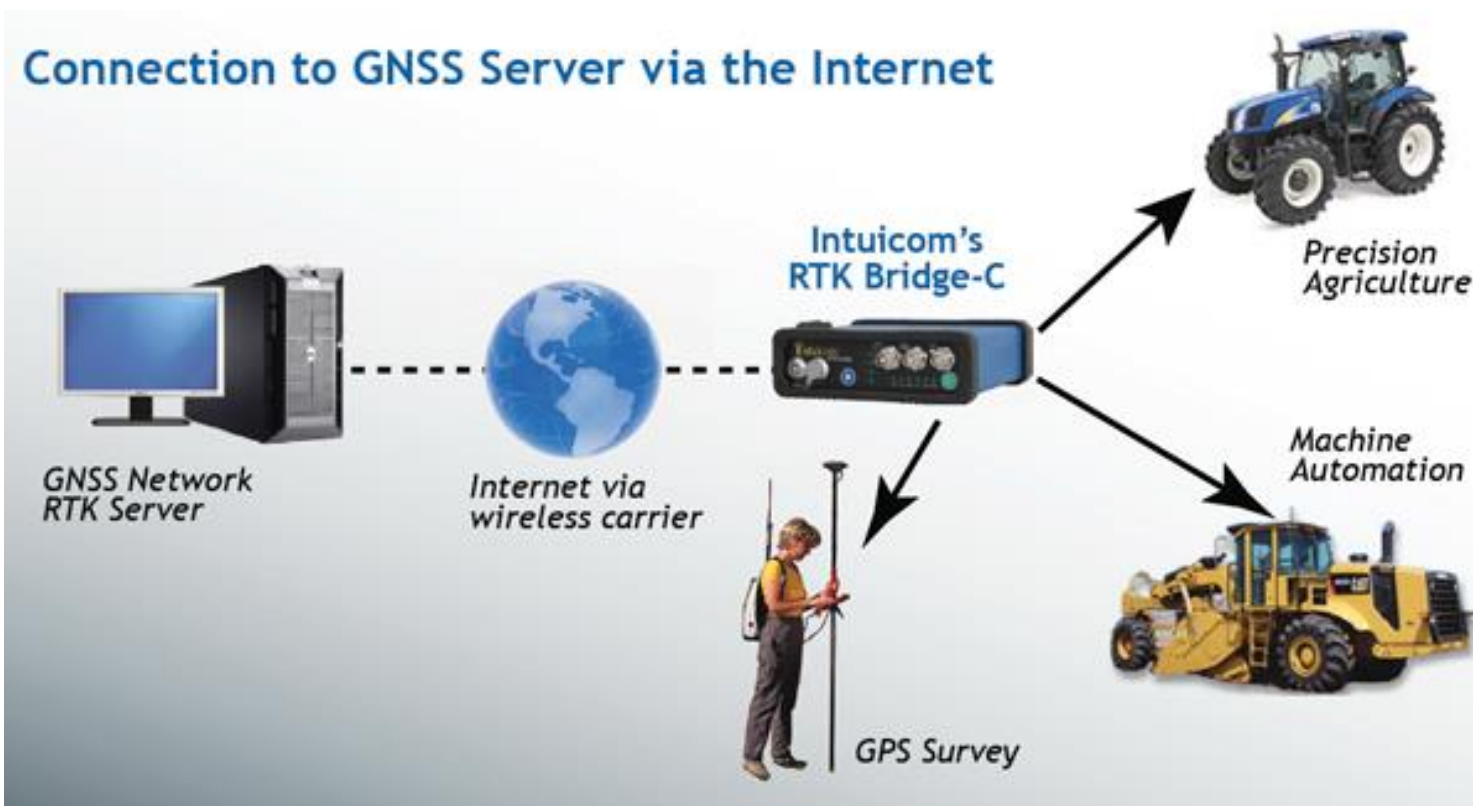 Connection to GNSS Server via the Internet
Intuicom's
RTK Bridge-C
Precision
Agriculture
GNSS Network
RTK Server
Internet via
wireless carrier
Machine
Automation
GPS Survey